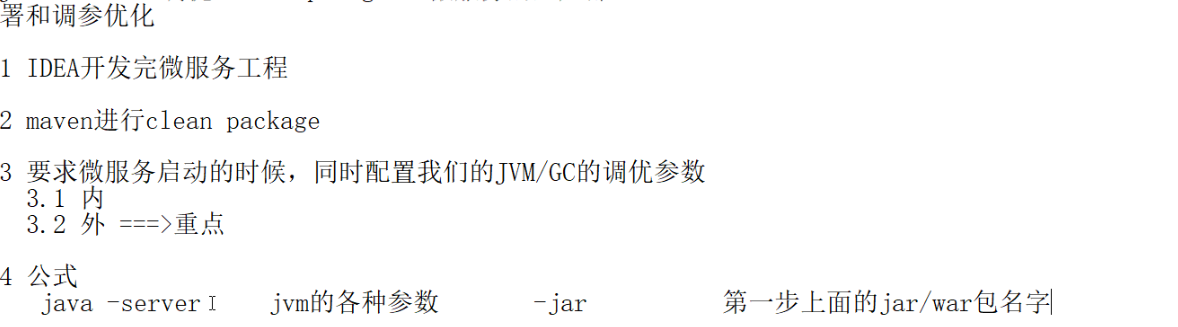 署和调参优化
1 IDEA开发完微服务工程
2 maven进行clean package
3 要求微服务启动的时候，同时配置我们的JVM/GC的调优参数
3.1 内
3.2 外 ===>重点
4 公式
java -server jvm的各种参数 -jar 第一步上面的jar/war包名字